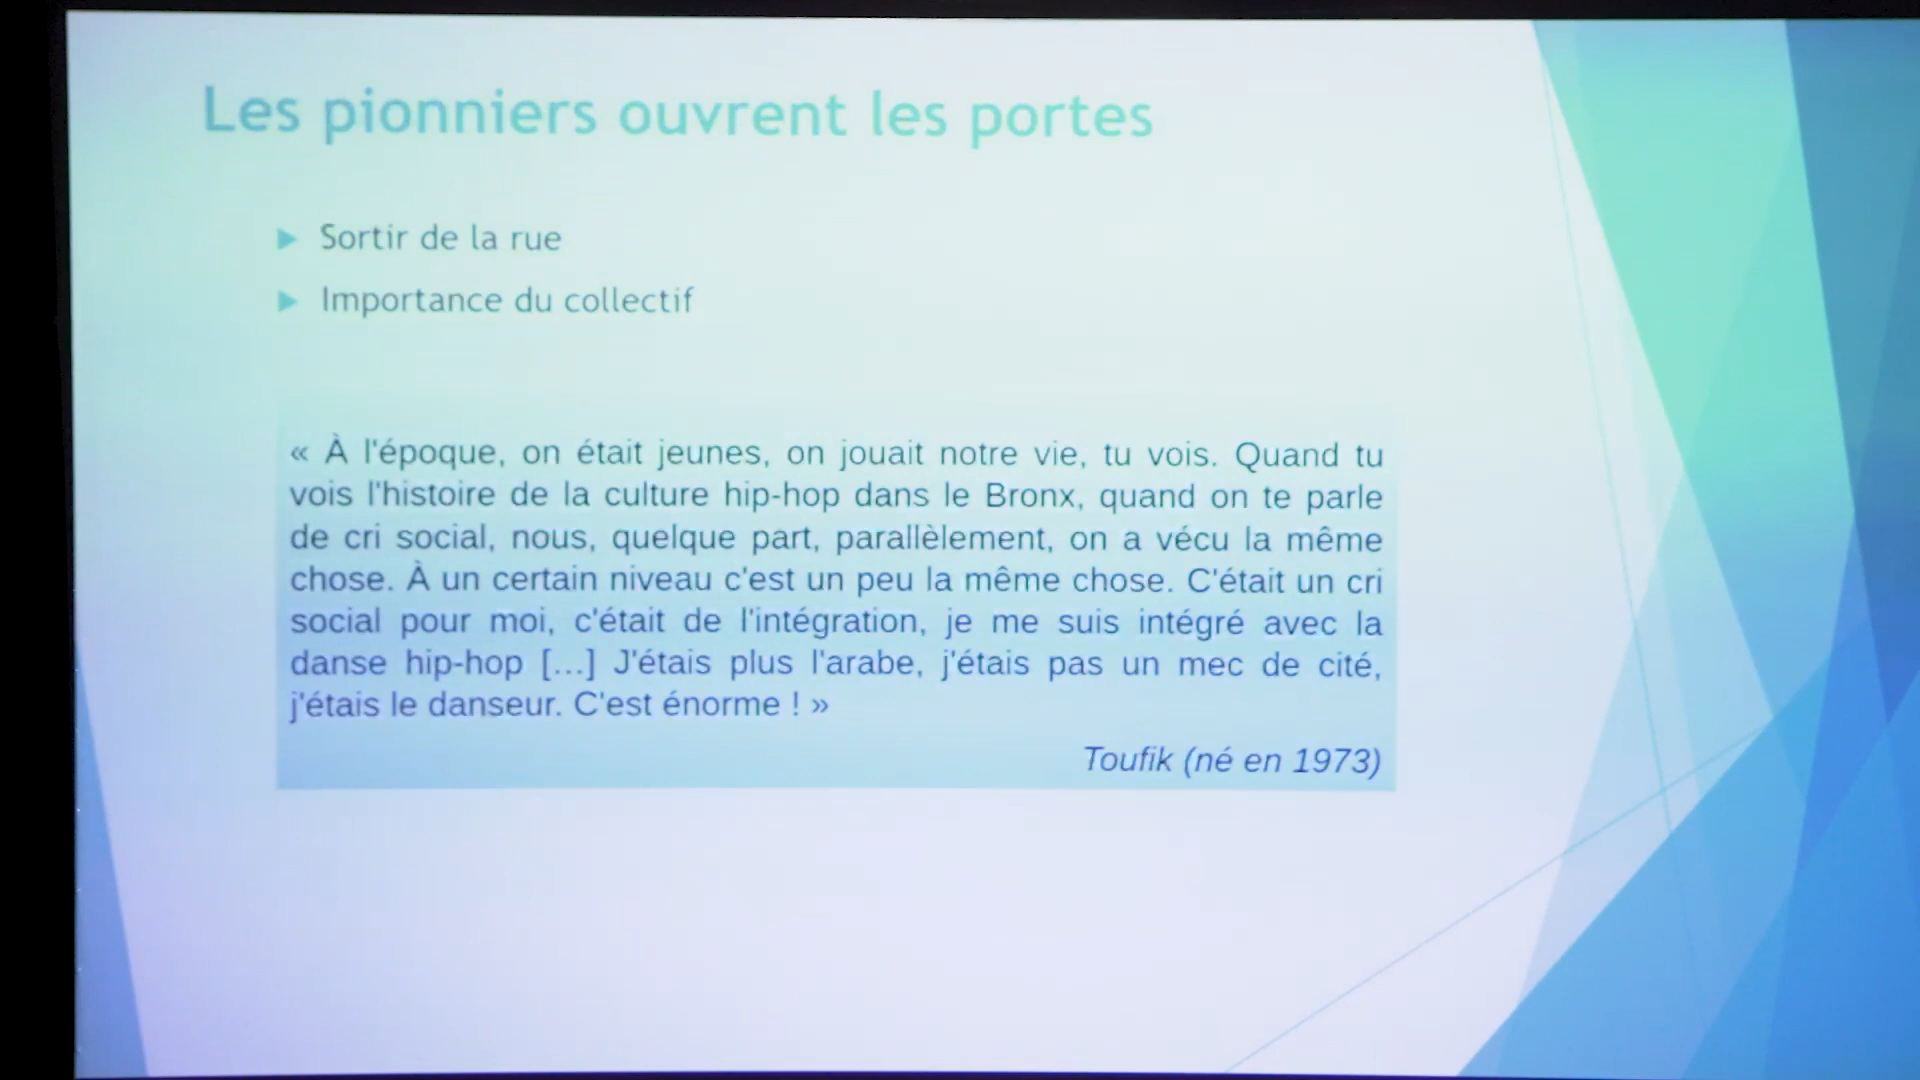 Les pionniers ouvrent les portes
Sortir de la rue
Importance du collectif
« À l'époque, on était jeunes, on jouait notre vie, tu vois. Quand tu
vois l'histoire de la culture hip-hop dans le Bronx, quand on te parle
de cri social, nous, quelque part, parallèlement, on a vécu la même
chose. À un certain niveau c'est un peu la même chose. C'était un cri
social pour moi, c'était de l'intégration, je me suis intégré avec la
danse hip-hop [...] J'étais plus l'arabe, j'étais pas un mec de cité,
j'étais le danseur. C'est énorme ! »
Toufik (né en 1973)